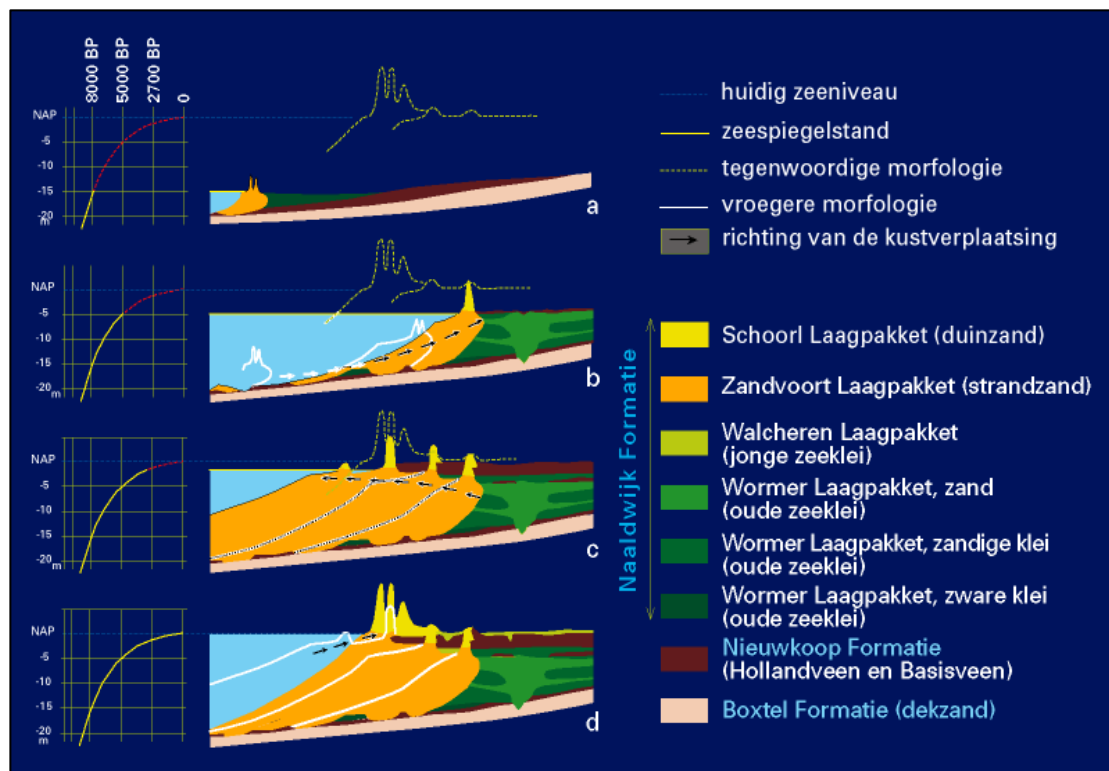 8000 BP
5000 BP
2700 BP
0
NAP
-5
-10
-15
-20
m
a
NAP
-5
-10
-15
-20
m
b
NAP
-5
-10
-15
-20
m
c
NAP
-5
-10
-15
-20
m
d
huidig zeeniveau
zeespiegelstand
tegenwoordige morfologie
vroegere morfologie
richting van de kustverplaatsing
Naaldwijk Formatie
Schoorl Laagpakket (duinzand)
Zandvoort Laagpakket (strandzand)
Walcheren Laagpakket
(jonge zeeklei)
Wormer Laagpakket, zand
(oude zeeklei)
Wormer Laagpakket, zandige klei
(oude zeeklei)
Wormer Laagpakket, zware klei
(oude zeeklei)
Nieuwkoop Formatie
(Hollandveen en Basisveen)
Boxtel Formatie (dekzand)